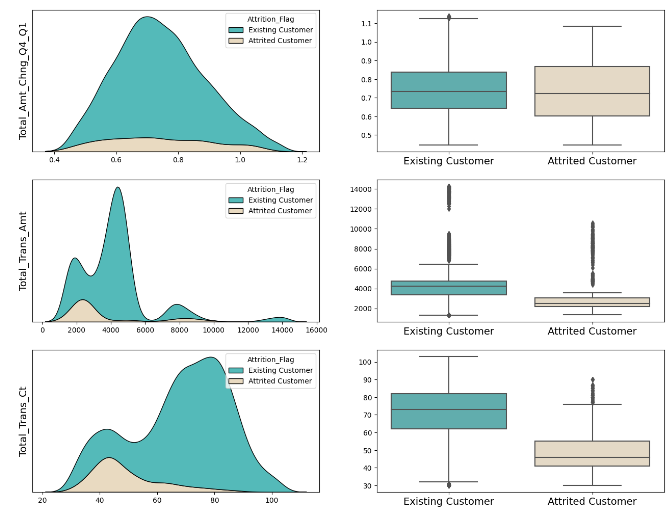 Total_Amt_Chng_Q4_Q1
Attrition_Flag
Existing Customer
Attrited Customer
0.4 0.6 0.8 1.0 1.2
1.1
1.0
0.9
0.8
0.7
0.6
0.5
Existing Customer Attrited Customer
Total_Trans_Amt
Attrition_Flag
Existing Customer
Attrited Customer
0 2000 4000 6000 8000 10000 12000 14000 16000
14000
12000
10000
8000
6000
4000
2000
Existing Customer Attrited Customer
Total_Trans_Ct
Attrition_Flag
Existing Customer
Attrited Customer
20 40 60 80 100
100
90
80
70
60
50
40
30
Existing Customer Attrited Customer